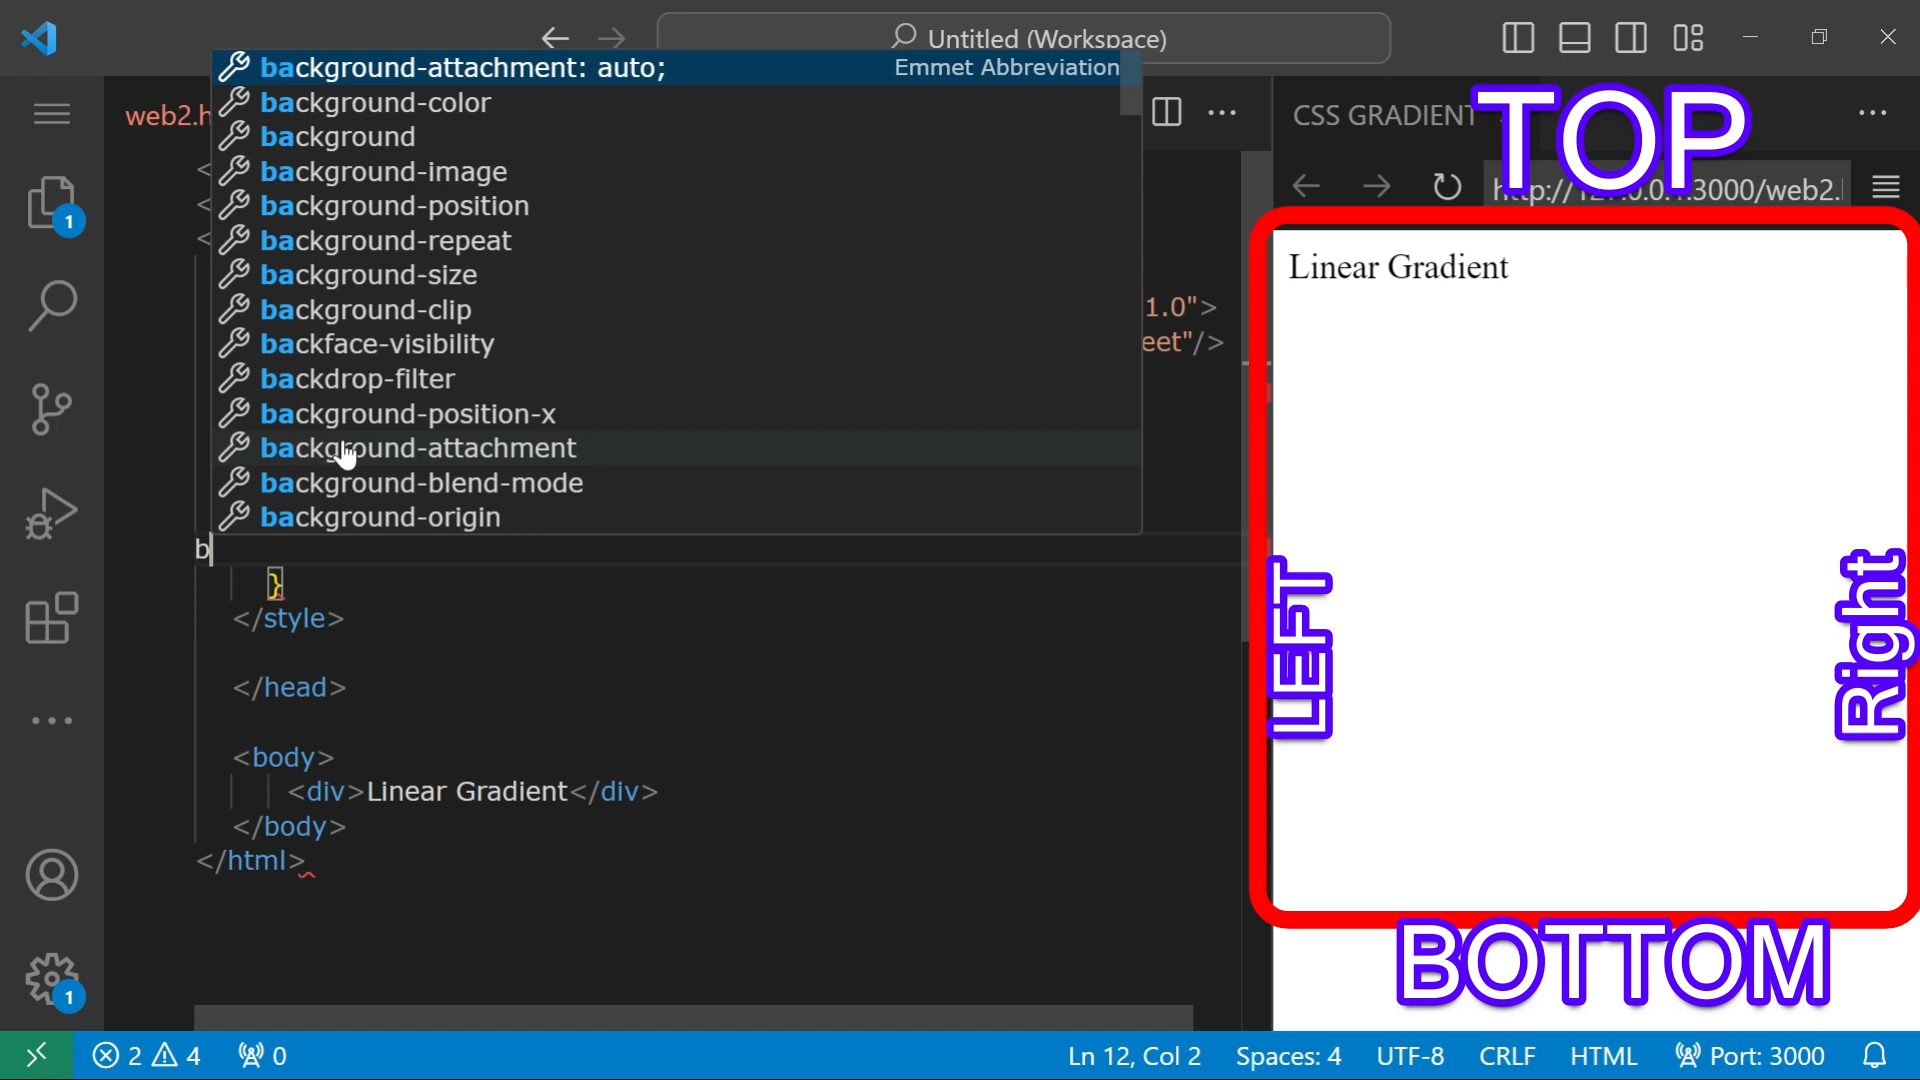 Untitled (Workspace)
background-attachment: auto; Emmet Abbreviation
background-color
background
background-image
background-position
background-repeat
background-size
background-clip
backface-visibility
backdrop-filter
background-position-x
background-attachment
background-blend-mode
background-origin
web2.h
<
<
<
1.0">
eet"/>
b
}
</style>
</head>
<body>
<div>Linear Gradient</div>
</body>
</html>
CSS GRADIENT
TOP
3000/web2.
Linear Gradient
LEFT
Right
BOTTOM
1
1
2 4 0
Ln 12, Col 2 Spaces: 4 UTF-8 CRLF HTML Port: 3000